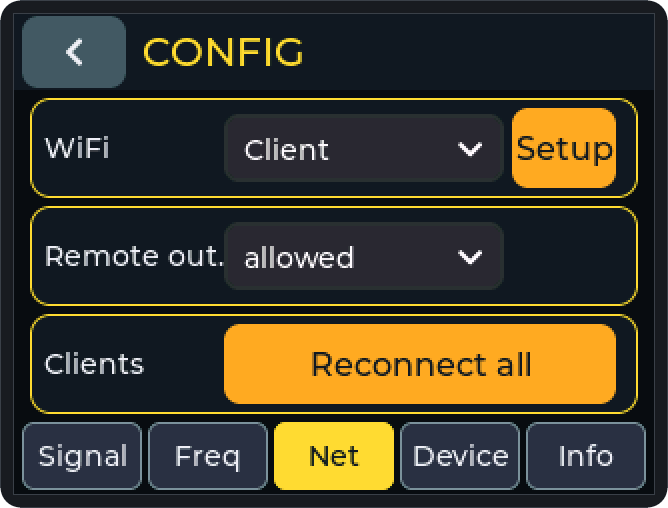 CONFIG
WiFi Client Setup
Remote out. allowed
Clients Reconnect all
Signal Freq Net Device Info